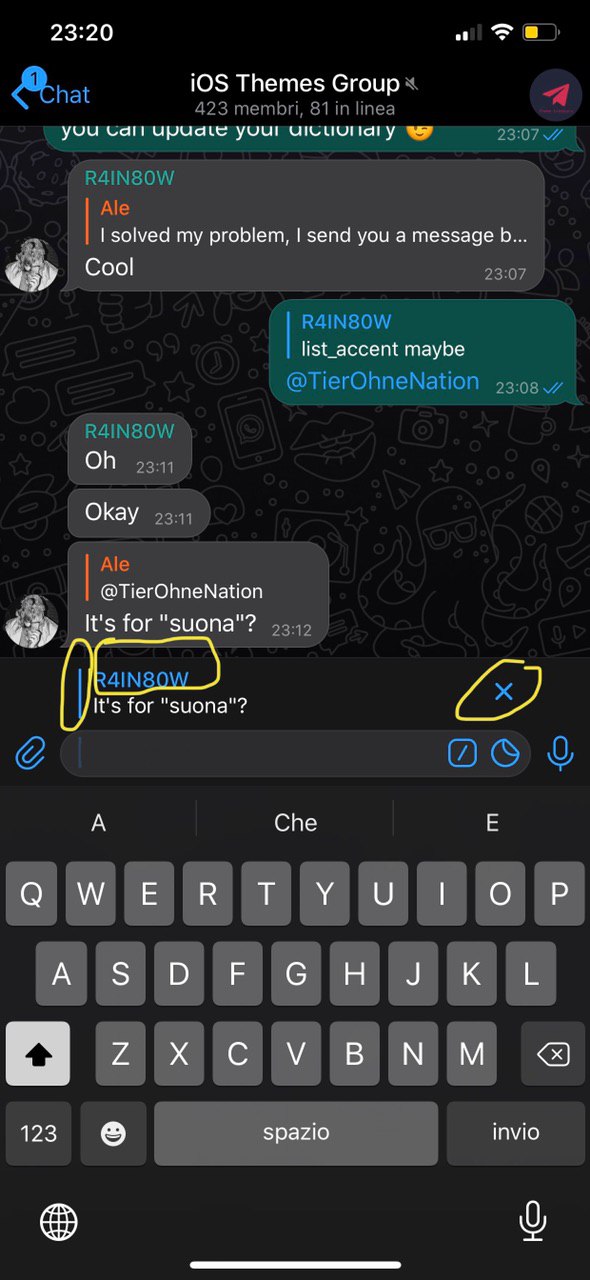 23:20
1
Chat
iOS Themes Group
423 membri, 81 in linea
you can update your dictionary 😉
23:07
R4IN80W
Ale
I solved my problem, I send you a message b...
Cool
23:07
R4IN80W
list_accent maybe
@TierOhneNation
23:08
R4IN80W
Oh
23:11
Okay
23:11
Ale
@TierOhneNation
It's for "suona"?
23:12
R4IN80W
It's for "suona"?
A Che E
Q W E R T Y U I O P
A S D F G H J K L
Z X C V B N M
123 spazio invio